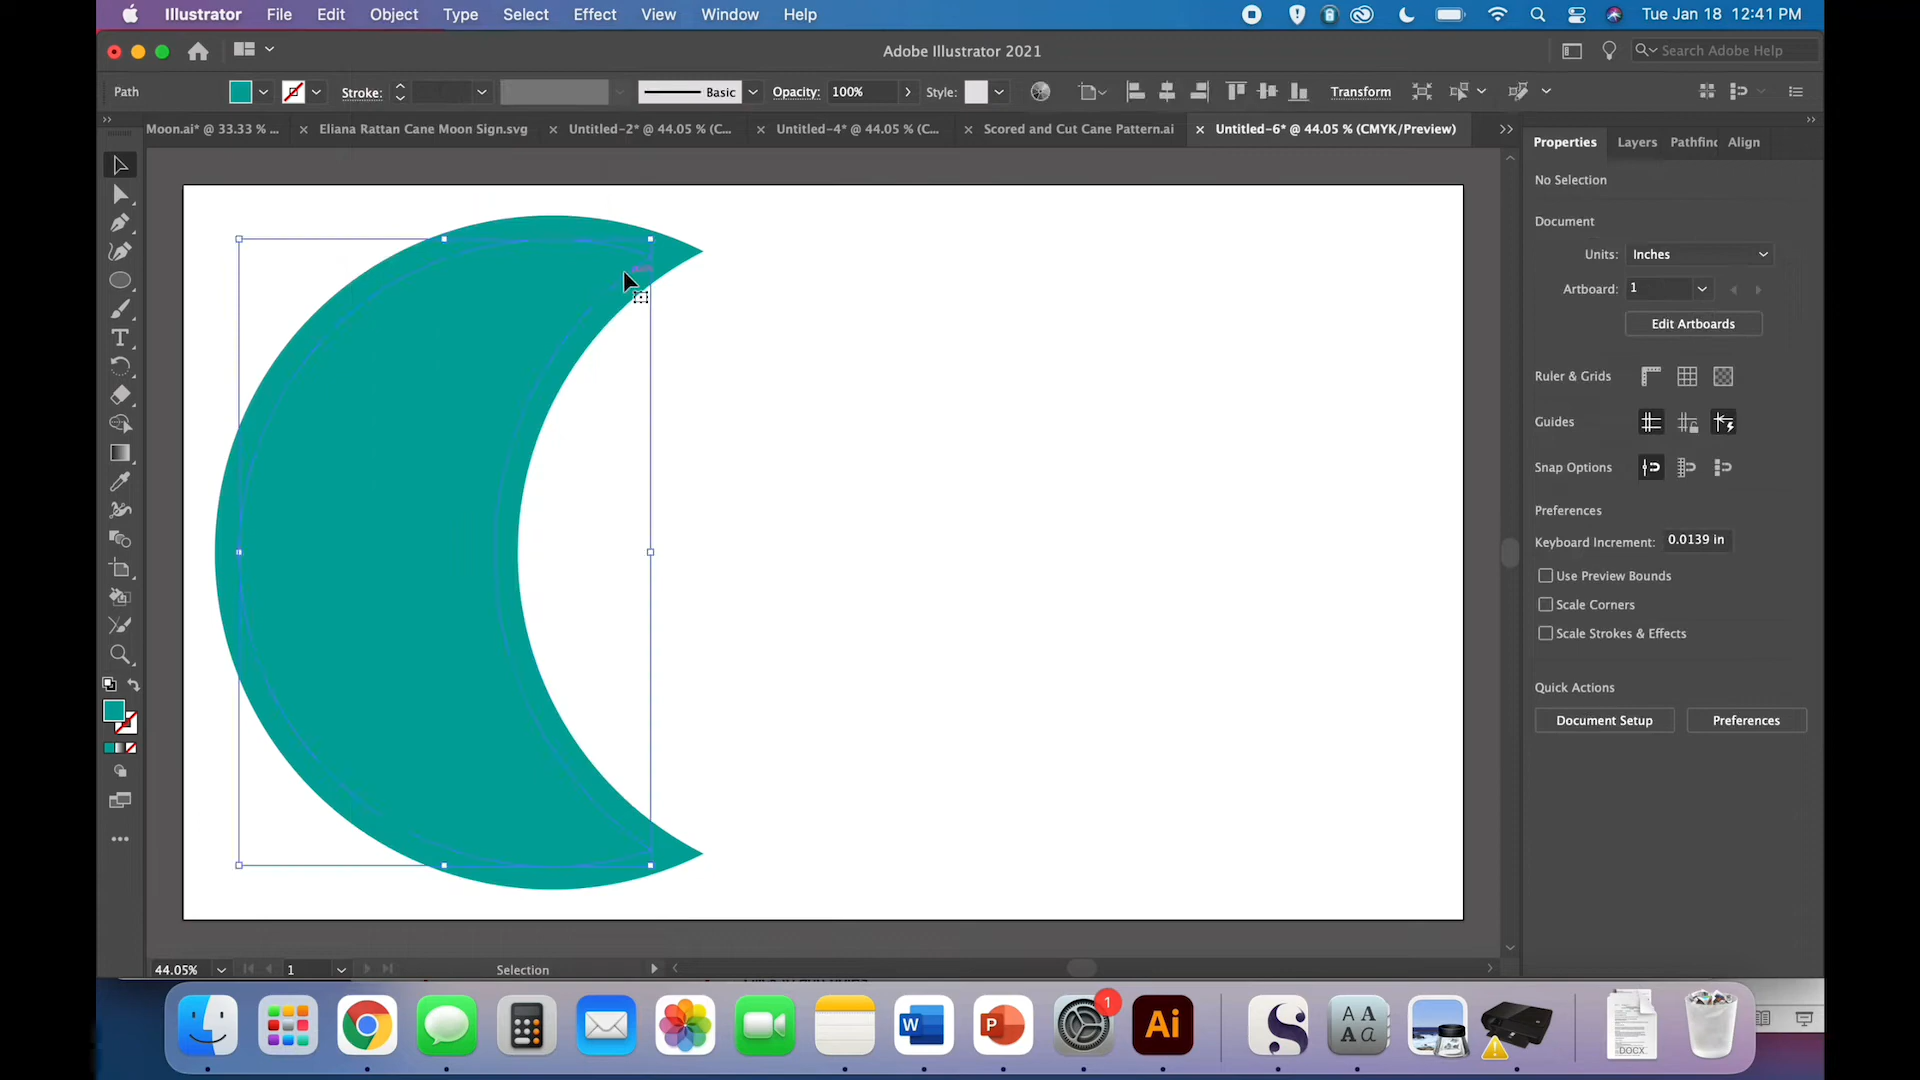 Illustrator File Edit Object Type Select Effect View Window Help Tue Jan 18 12:41 PM
Adobe Illustrator 2021
Search Adobe Help
Path Stroke: Basic Opacity: 100% Style: Transform
Moon.ai* @ 33.33 % ... Eliana Rattan Cane Moon Sign.svg Untitled-2* @ 44.05 % (C... Untitled-4* @ 44.05 % (C... Scored and Cut Cane Pattern.ai Untitled-6* @ 44.05 % (CMYK/Preview)
Properties Layers Pathfinc Align
No Selection
Document
Units: Inches
Artboard: 1
Edit Artboards
Ruler & Grids
Guides
Snap Options
Preferences
Keyboard Increment: 0.0139 in
Use Preview Bounds
Scale Corners
Scale Strokes & Effects
Quick Actions
Document Setup Preferences
44.05% 1 Selection
1
W
P
Ai
A A
A a
DOCX